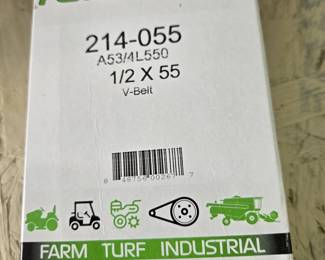 214-055
A53/4L550
1/2 X 55
V-Belt
FARM TURF INDUSTRIAL